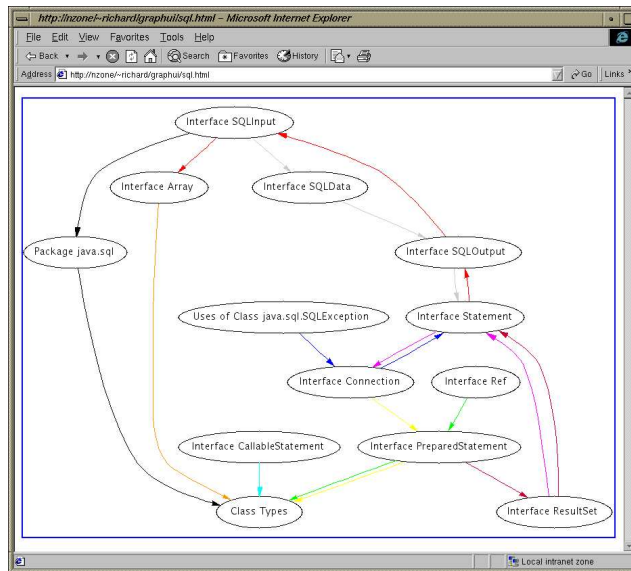 http://nzone/~richard/graphui/sql.html - Microsoft Internet Explorer
File Edit View Favorites Tools Help
Back Search Favorites History
Address http://nzone/~richard/graphui/sql.html Go Links »
Interface SQLInput
Interface Array Interface SQLData
Package java.sql Interface SQLOutput
Uses of Class java.sql.SQLException Interface Statement
Interface Connection Interface Ref
Interface CallableStatement Interface PreparedStatement
Class Types Interface ResultSet
Local intranet zone